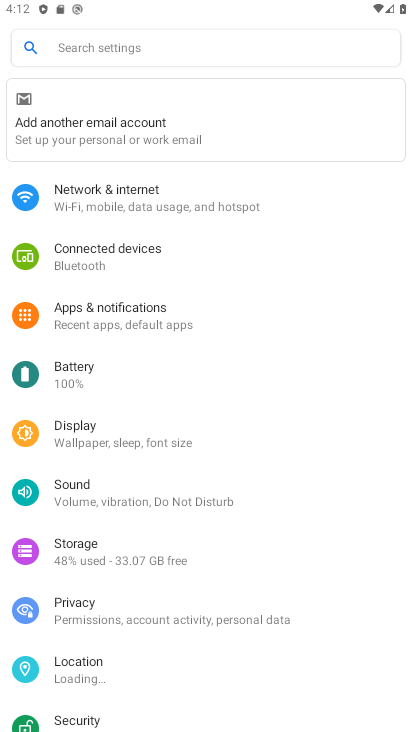 4:12
Search settings
Add another email account
Set up your personal or work email
Network & internet
Wi-Fi, mobile, data usage, and hotspot
Connected devices
Bluetooth
Apps & notifications
Recent apps, default apps
Battery
100%
Display
Wallpaper, sleep, font size
Sound
Volume, vibration, Do Not Disturb
Storage
48% used - 33.07 GB free
Privacy
Permissions, account activity, personal data
Location
Loading…
Security